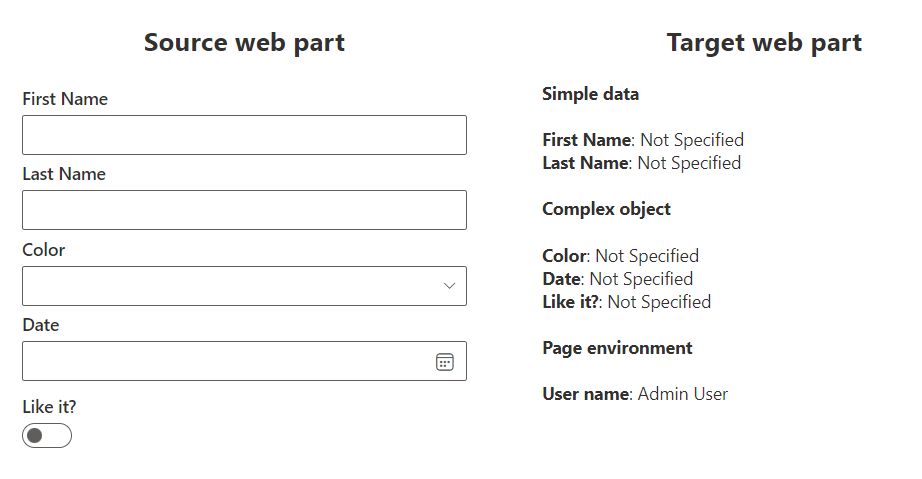 Source web part
First Name
Last Name
Color
Date
Like it?
Target web part
Simple data
First Name: Not Specified
Last Name: Not Specified
Complex object
Color: Not Specified
Date: Not Specified
Like it?: Not Specified
Page environment
User name: Admin User